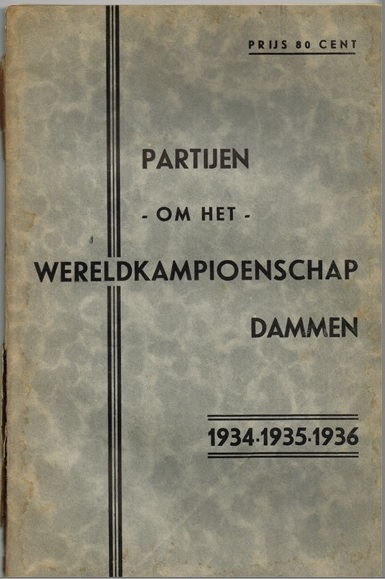 PRIJS 80 CENT
PARTIJEN
- OM HET -
WERELDKAMPIOENSCHAP
DAMMEN
1934·1935·1936